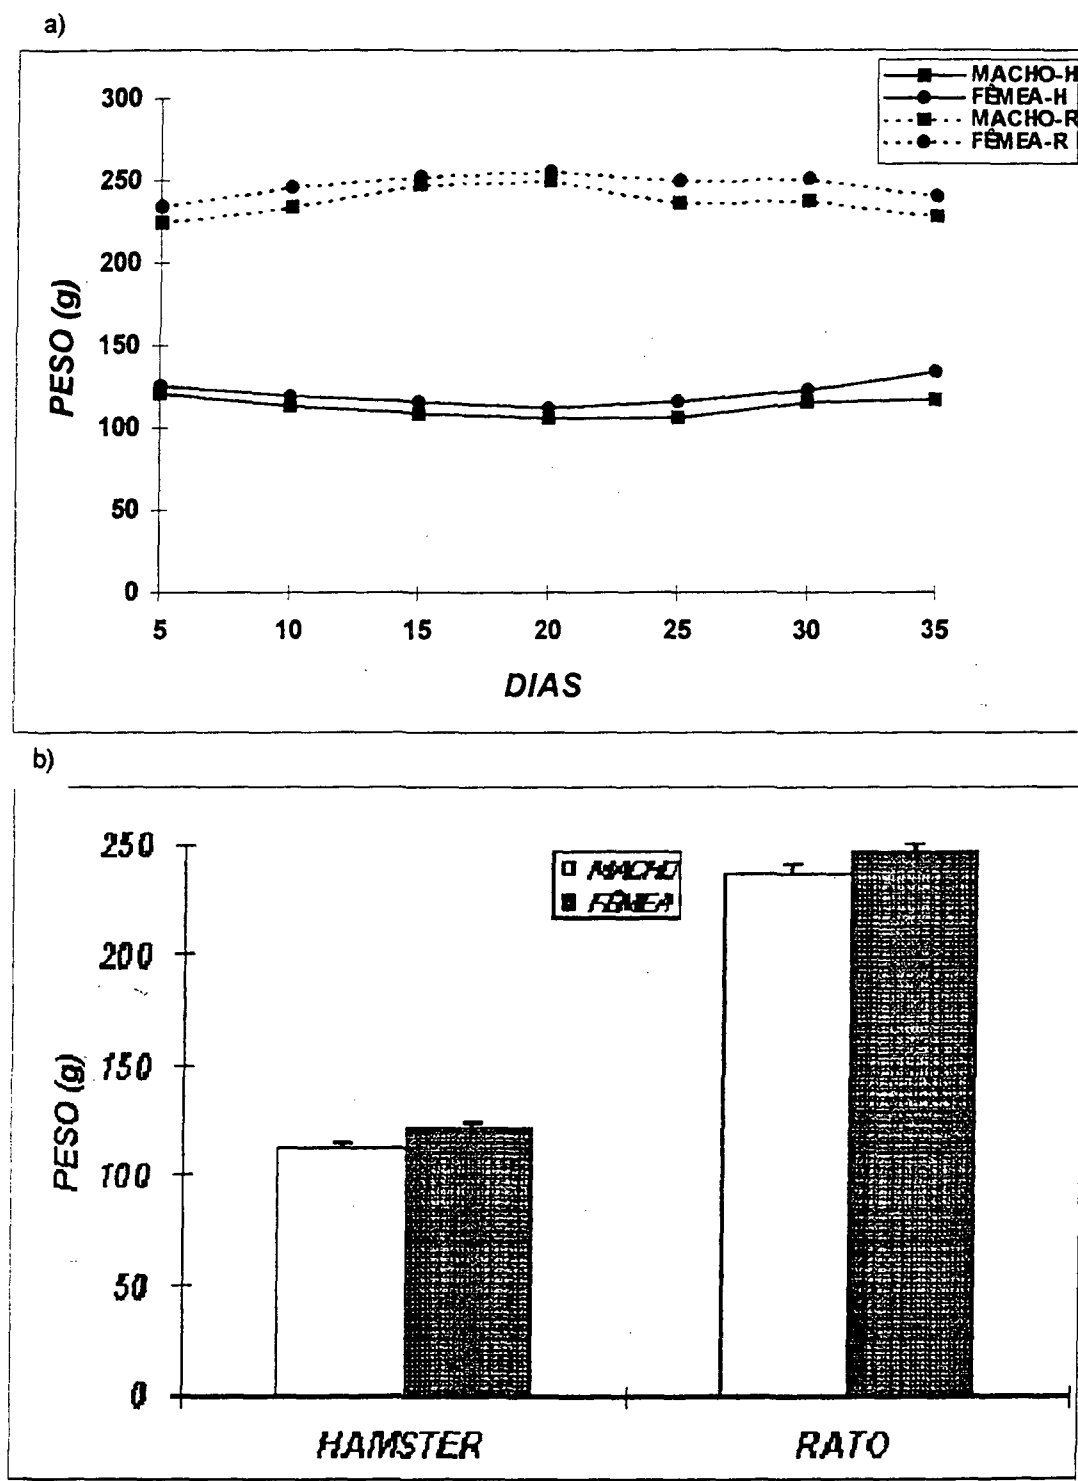 a)
MACHO-H
FÊMEA-H
MACHO-R
FÊMEA-R
300
250
200
150
100
50
0
PESO (g)
5 10 15 20 25 30 35
DIAS
b)
MACHO
FÊMEA
250
200
150
100
50
0
PESO (g)
HAMSTER RATO